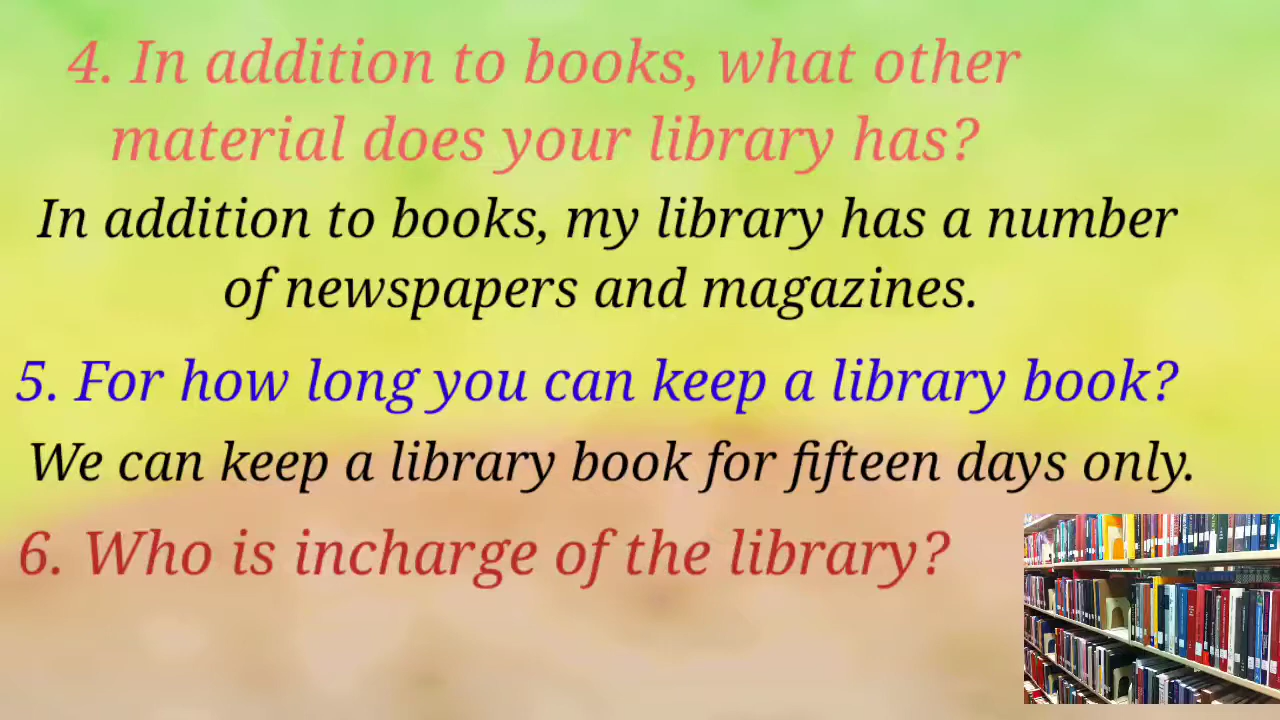 4. In addition to books, what other
material does your library has?
In addition to books, my library has a number
of newspapers and magazines.
5. For how long you can keep a library book?
We can keep a library book for fifteen days only.
6. Who is incharge of the library?